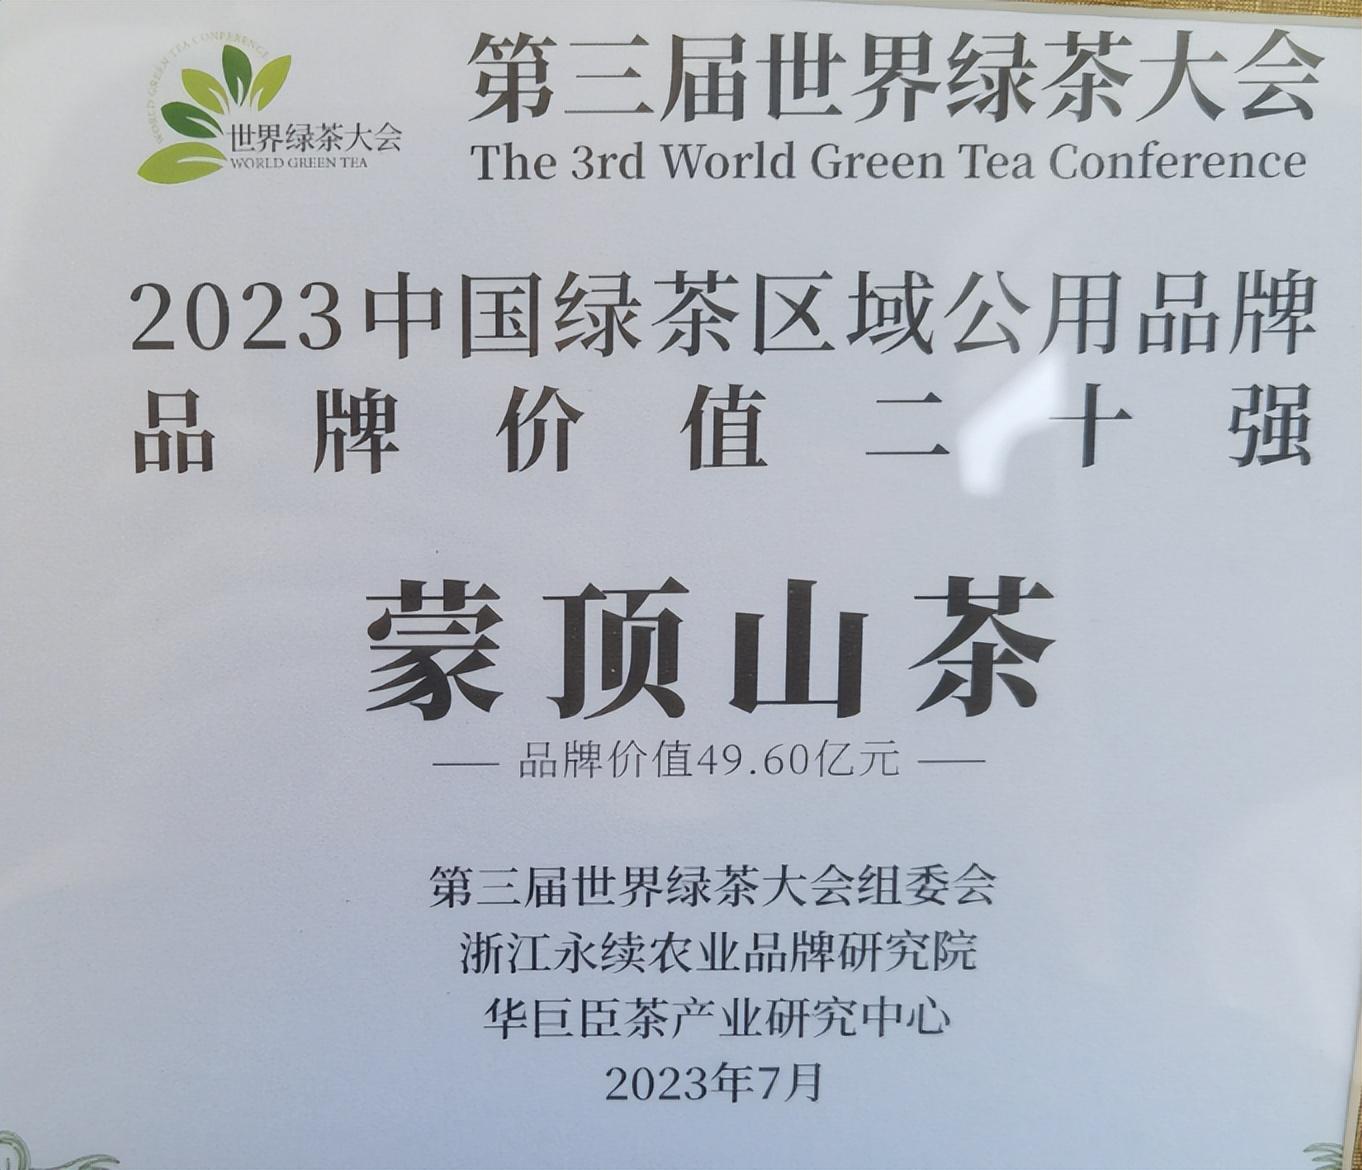 WORLD GREEN TEA CONFERENCE
世界绿茶大会
WORLD GREEN TEA
第三届世界绿茶大会
The 3rd World Green Tea Conference
2023中国绿茶区域公用品牌
品牌价值二十强
蒙顶山茶
品牌价值49.60亿元
第三届世界绿茶大会组委会
浙江永续农业品牌研究院
华巨臣茶产业研究中心
2023年7月